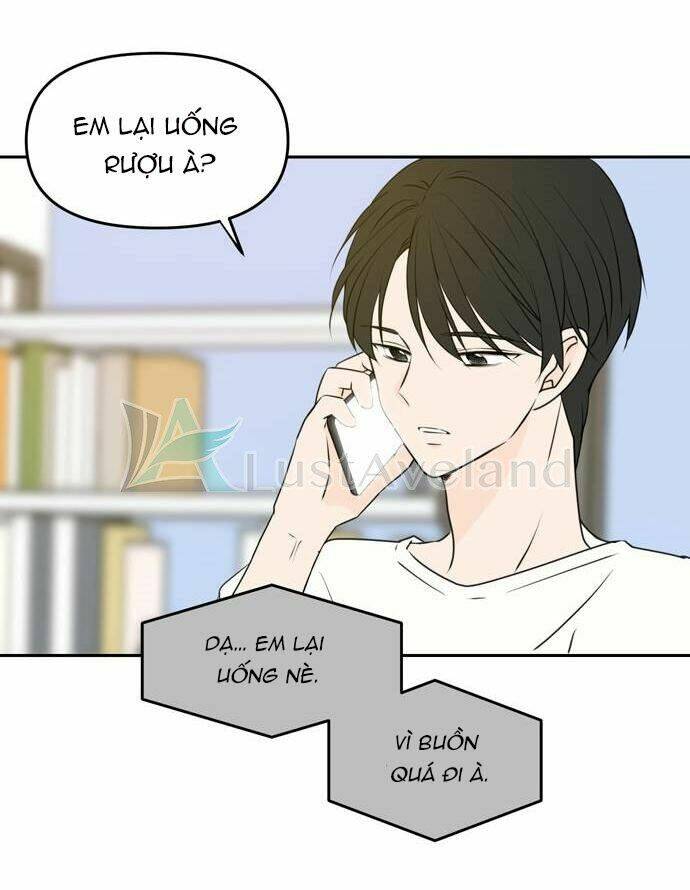 EM LẠI UỐNG
RƯỢU À?
LustAveland
DẠ... EM LẠI
UỐNG NÈ.
VÌ BUỒN
QUÁ ĐI À.